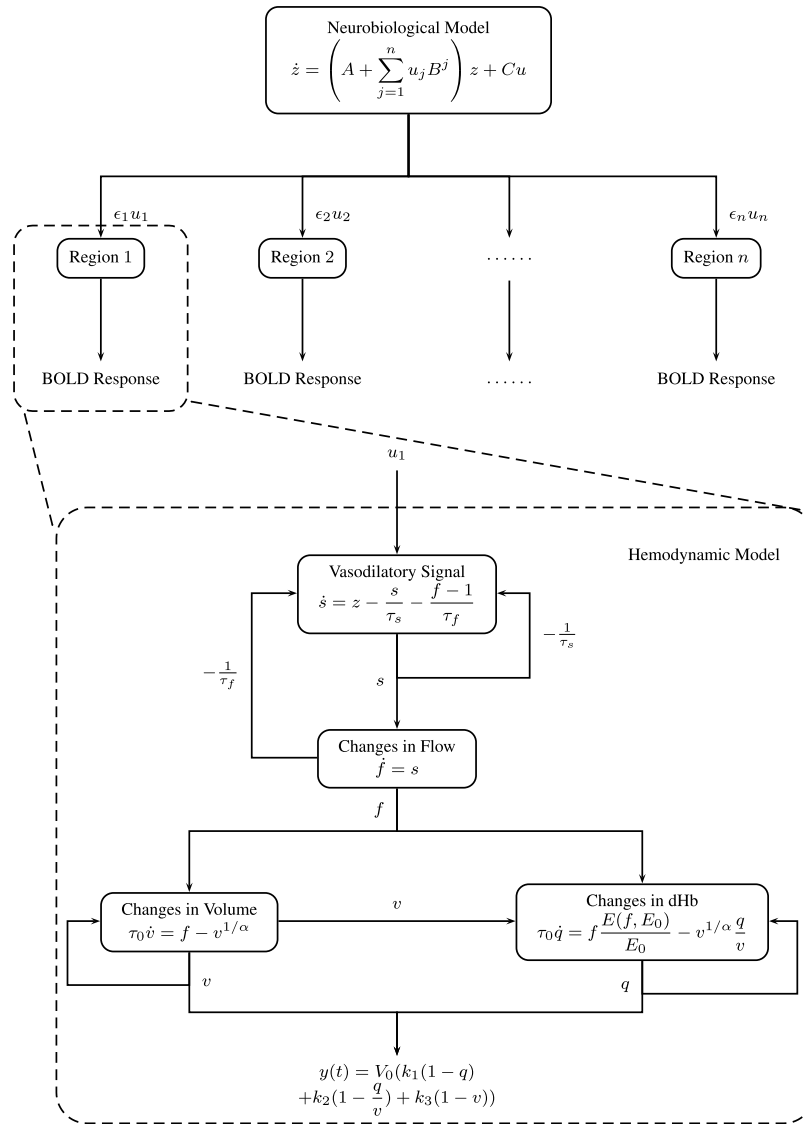 Neurobiological Model
ż = (A + ∑_{j=1}^{n} u_j B^j) z + Cu
ϵ₁u₁ ϵ₂u₂ ϵₙuₙ
Region 1 Region 2 ...... Region n
BOLD Response BOLD Response ...... BOLD Response
u₁
Hemodynamic Model
Vasodilatory Signal
ṡ = z − s/τ_s − (f − 1)/τ_f
−1/τ_s
−1/τ_f
s
Changes in Flow
ḟ = s
f
Changes in Volume
τ₀v̇ = f − v^{1/α}
v
Changes in dHb
τ₀q̇ = f E(f, E₀)/E₀ − v^{1/α} q/v
v q
y(t) = V₀(k₁(1 − q)
+k₂(1 − q/v) + k₃(1 − v))